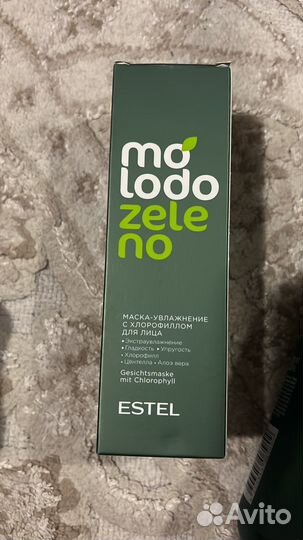 mo
lodo
zele
no
МАСКА-УВЛАЖНЕНИЕ
С ХЛОРОФИЛЛОМ
ДЛЯ ЛИЦА
• Экстраувлажнение
• Гладкость • Упругость
• Хлорофилл
• Центелла • Алоэ вера
Gesichtsmaske
mit Chlorophyll
ESTEL
Avito